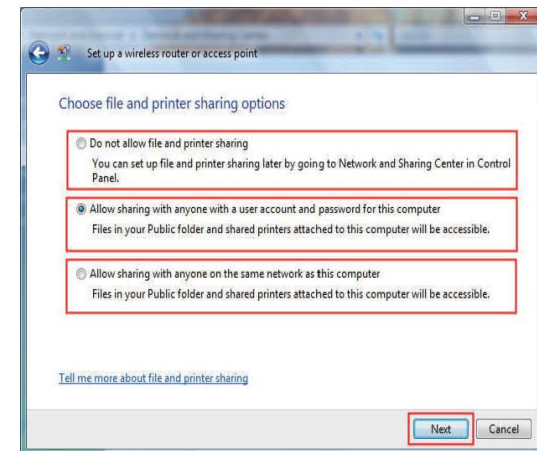 Set up a wireless router or access point
Choose file and printer sharing options
Do not allow file and printer sharing
You can set up file and printer sharing later by going to Network and Sharing Center in Control
Panel.
Allow sharing with anyone with a user account and password for this computer
Files in your Public folder and shared printers attached to this computer will be accessible.
Allow sharing with anyone on the same network as this computer
Files in your Public folder and shared printers attached to this computer will be accessible.
Tell me more about file and printer sharing
Next
Cancel